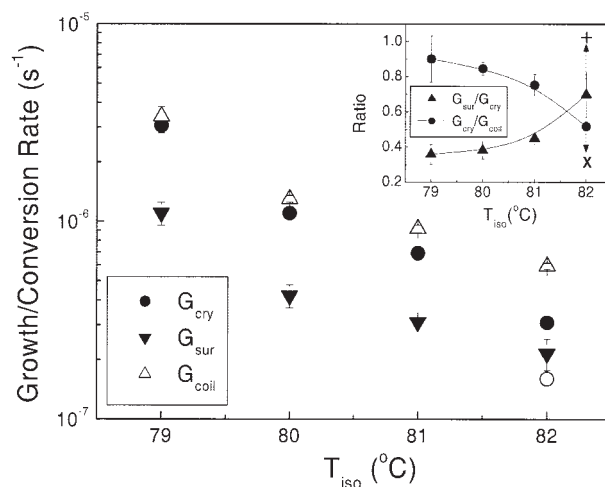 Growth/Conversion Rate (s⁻¹)
10⁻⁵
10⁻⁶
10⁻⁷
G_cry
G_sur
G_coil
79 80 81 82
T_iso (°C)
Ratio
1.0
0.8
0.6
0.4
0.2
G_sur/G_cry
G_cry/G_coil
+
X
79 80 81 82
T_iso(°C)